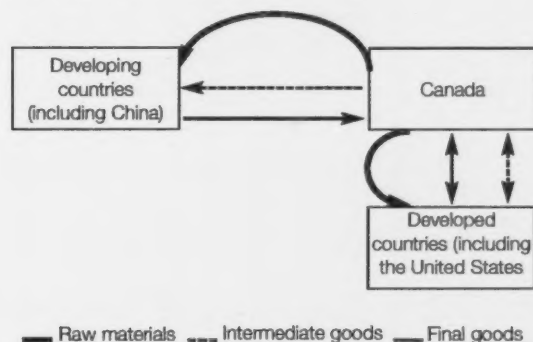 Developing
countries
(including China)
Canada
Developed
countries (including
the United States
Raw materials Intermediate goods Final goods